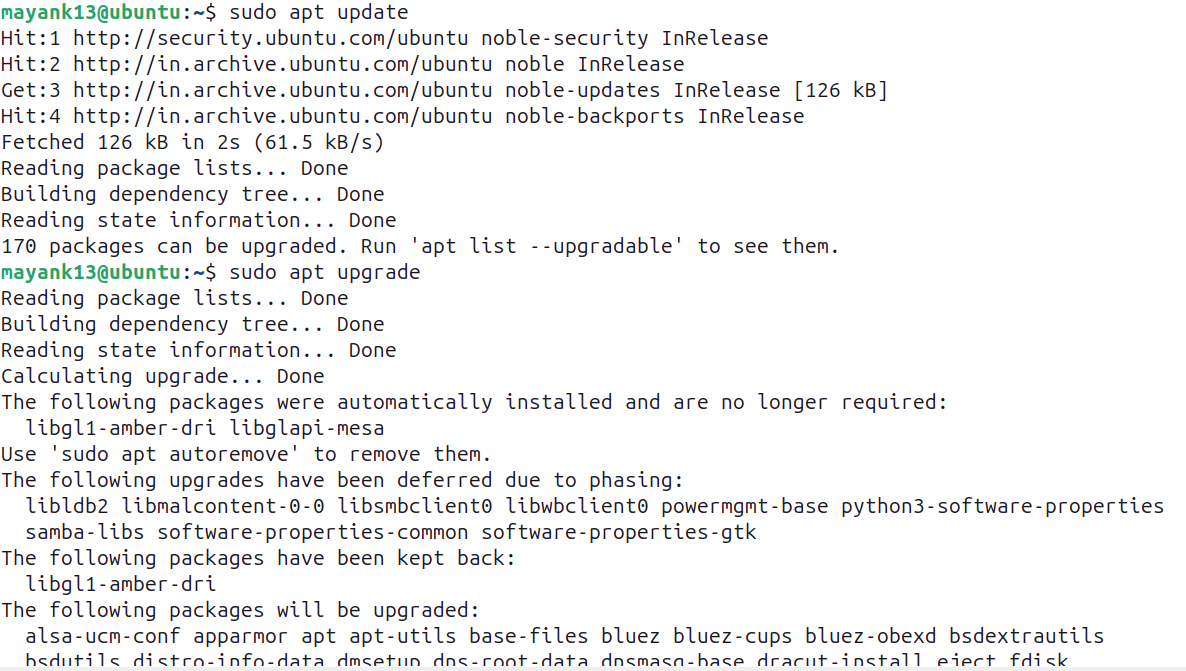 mayank13@ubuntu:~$ sudo apt update
Hit:1 http://security.ubuntu.com/ubuntu noble-security InRelease
Hit:2 http://in.archive.ubuntu.com/ubuntu noble InRelease
Get:3 http://in.archive.ubuntu.com/ubuntu noble-updates InRelease [126 kB]
Hit:4 http://in.archive.ubuntu.com/ubuntu noble-backports InRelease
Fetched 126 kB in 2s (61.5 kB/s)
Reading package lists... Done
Building dependency tree... Done
Reading state information... Done
170 packages can be upgraded. Run 'apt list --upgradable' to see them.
mayank13@ubuntu:~$ sudo apt upgrade
Reading package lists... Done
Building dependency tree... Done
Reading state information... Done
Calculating upgrade... Done
The following packages were automatically installed and are no longer required:
  libgl1-amber-dri libglapi-mesa
Use 'sudo apt autoremove' to remove them.
The following upgrades have been deferred due to phasing:
  libldb2 libmalcontent-0-0 libsmbclient0 libwbclient0 powermgmt-base python3-software-properties
  samba-libs software-properties-common software-properties-gtk
The following packages have been kept back:
  libgl1-amber-dri
The following packages will be upgraded:
  alsa-ucm-conf apparmor apt apt-utils base-files bluez bluez-cups bluez-obexd bsdextrautils
  bsdutils distro-info-data dmsetup dns-root-data dnsmasq-base dracut-install eject fdisk